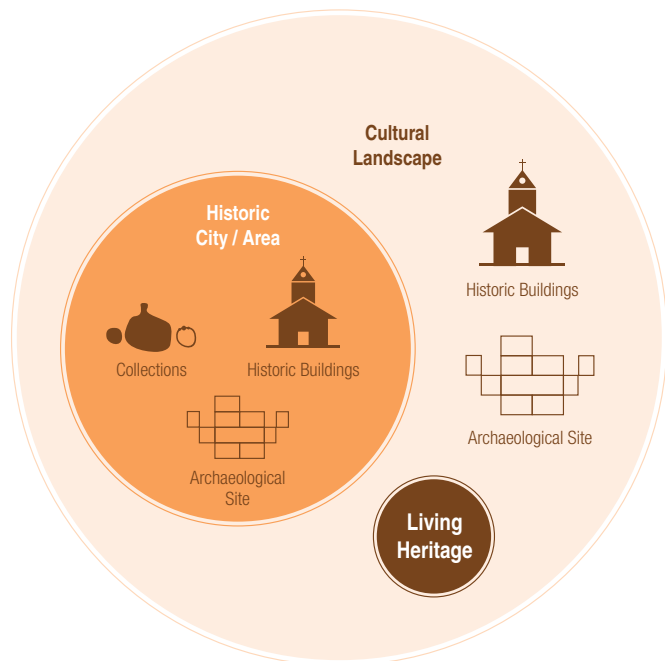 Cultural
Landscape
Historic Buildings
Archaeological Site
Historic
City / Area
Collections
Historic Buildings
Archaeological
Site
Living
Heritage